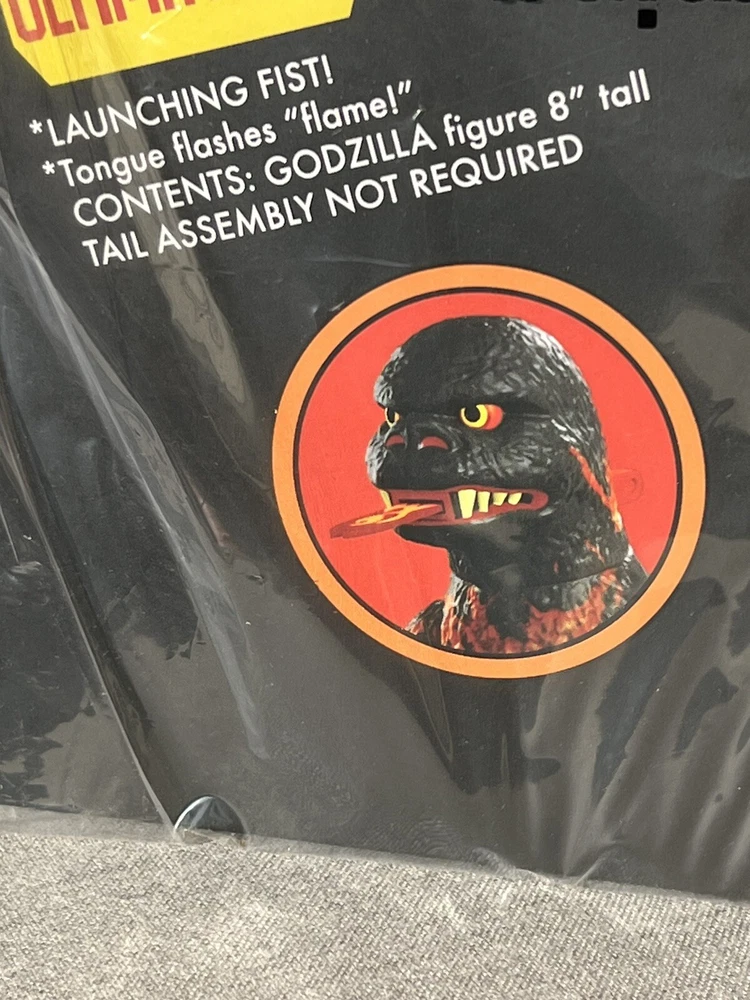 *LAUNCHING FIST!
*Tongue flashes "flame!"
CONTENTS: GODZILLA figure 8" tall
TAIL ASSEMBLY NOT REQUIRED